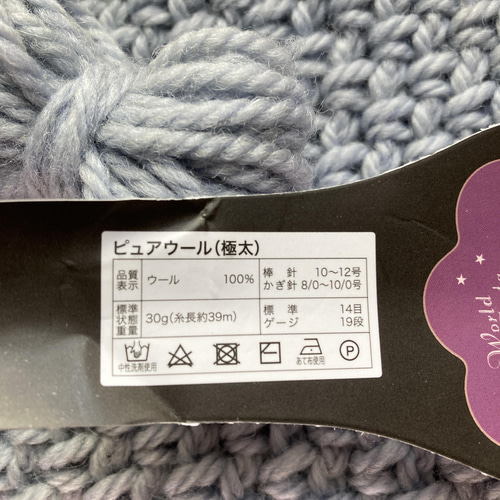 ピュアウール(極太)
品質表示 ウール 100%
棒針 10〜12号
かぎ針 8/0〜10/0号
標準状態重量 30g(糸長約39m)
標準ゲージ 14目 19段
中性洗剤使用
あて布使用
P
World